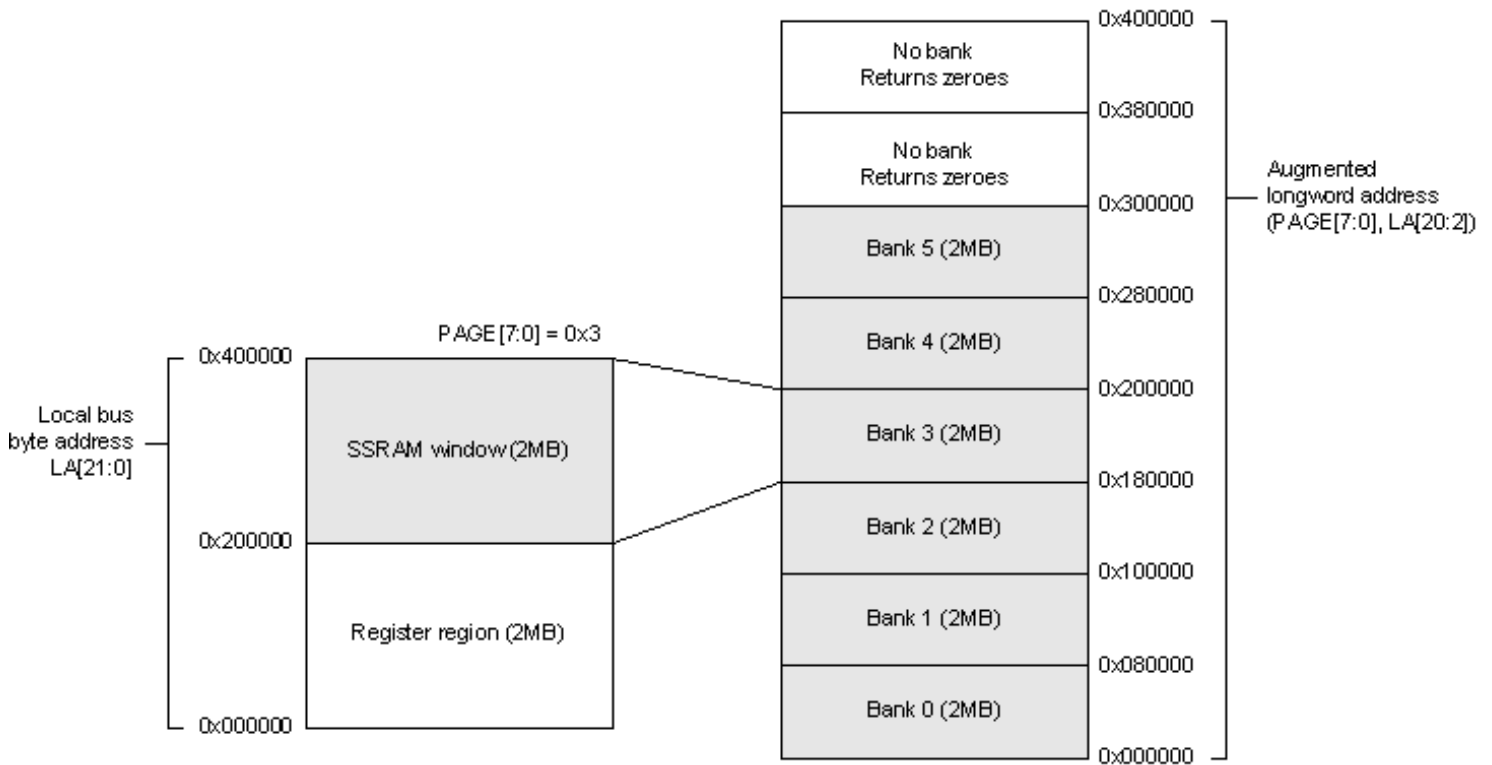 PAGE[7:0] = 0x3
0x400000
SSRAM window (2MB)
Local bus
byte address
LA[21:0]
0x200000
Register region (2MB)
0x000000
0x400000
No bank
Returns zeroes
0x380000
No bank
Returns zeroes
0x300000
Bank 5 (2MB)
0x280000
Bank 4 (2MB)
0x200000
Bank 3 (2MB)
0x180000
Bank 2 (2MB)
0x100000
Bank 1 (2MB)
0x080000
Bank 0 (2MB)
0x000000
Augmented
longword address
(PAGE[7:0], LA[20:2])